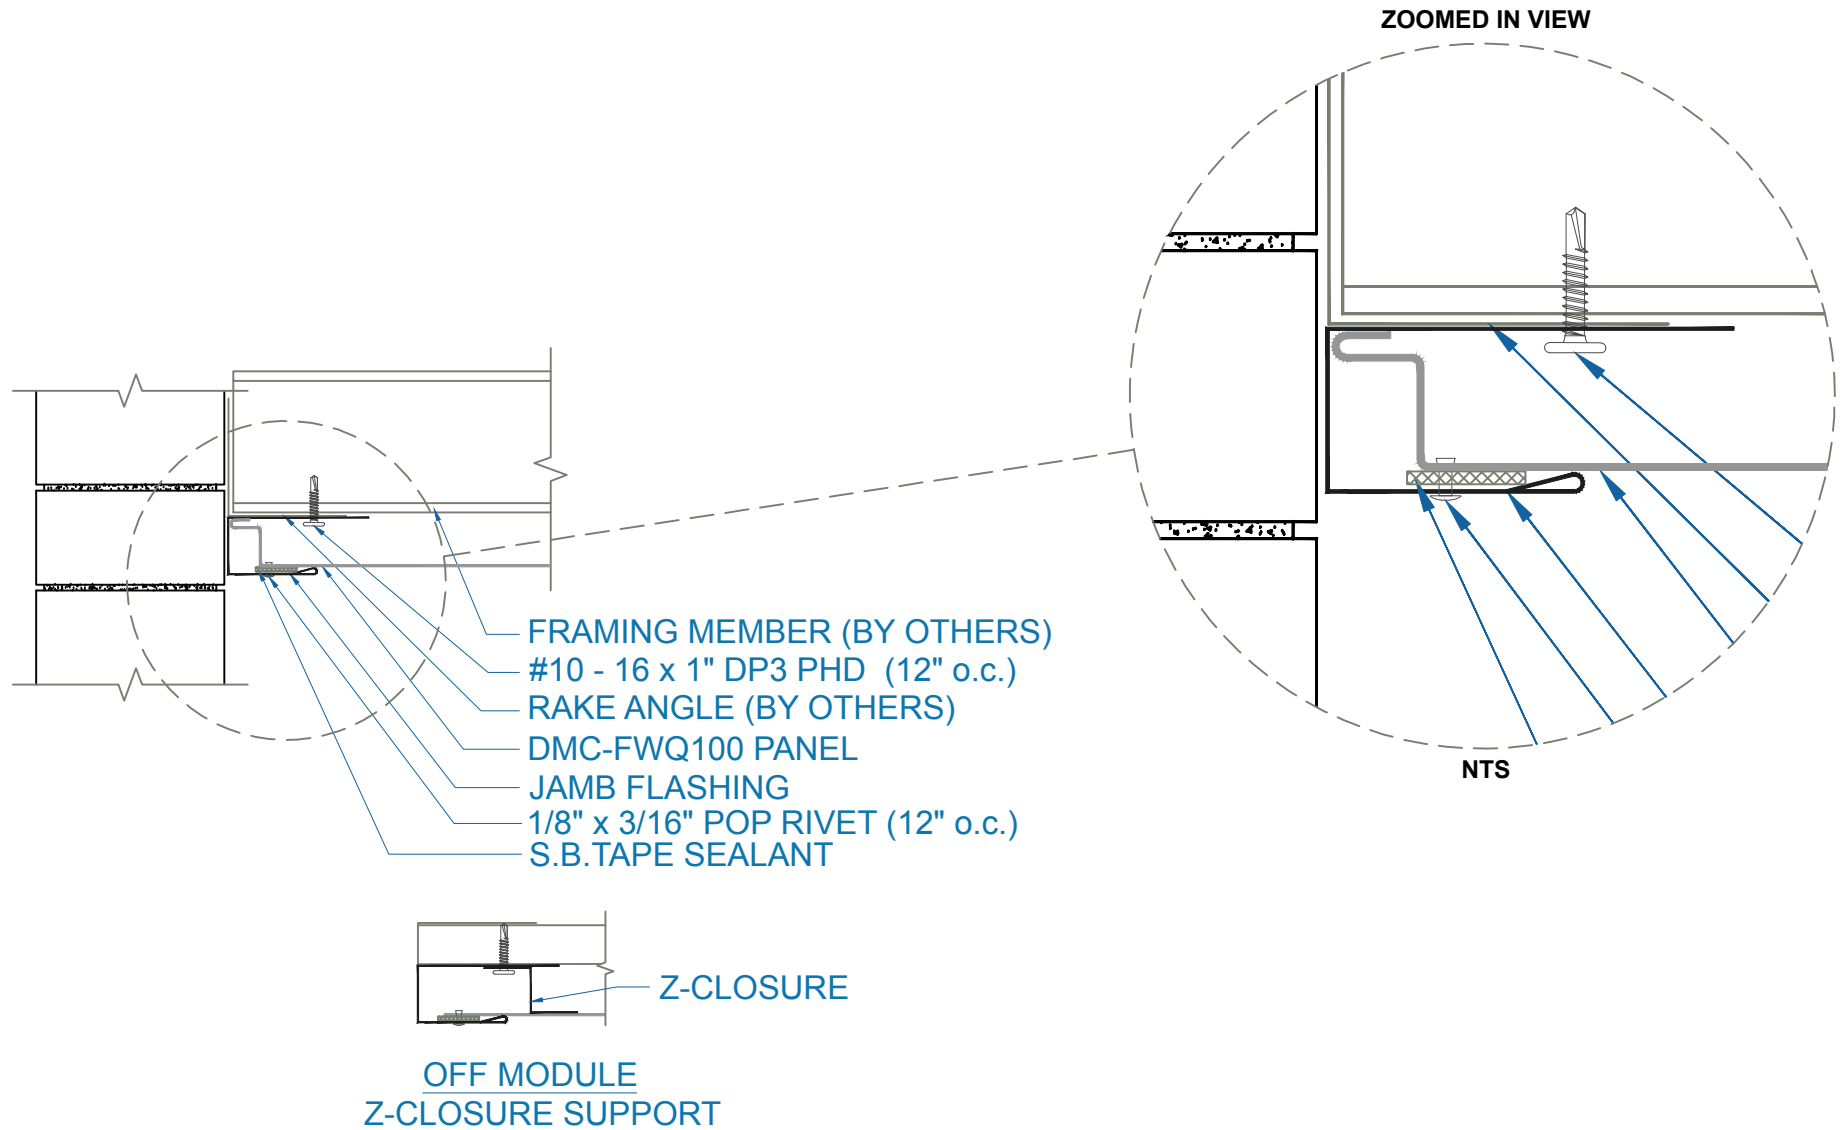 ZOOMED IN VIEW
FRAMING MEMBER (BY OTHERS)
#10 - 16 x 1" DP3 PHD (12" o.c.)
RAKE ANGLE (BY OTHERS)
DMC-FWQ100 PANEL
JAMB FLASHING
1/8" x 3/16" POP RIVET (12" o.c.)
S.B.TAPE SEALANT
NTS
Z-CLOSURE
OFF MODULE
Z-CLOSURE SUPPORT